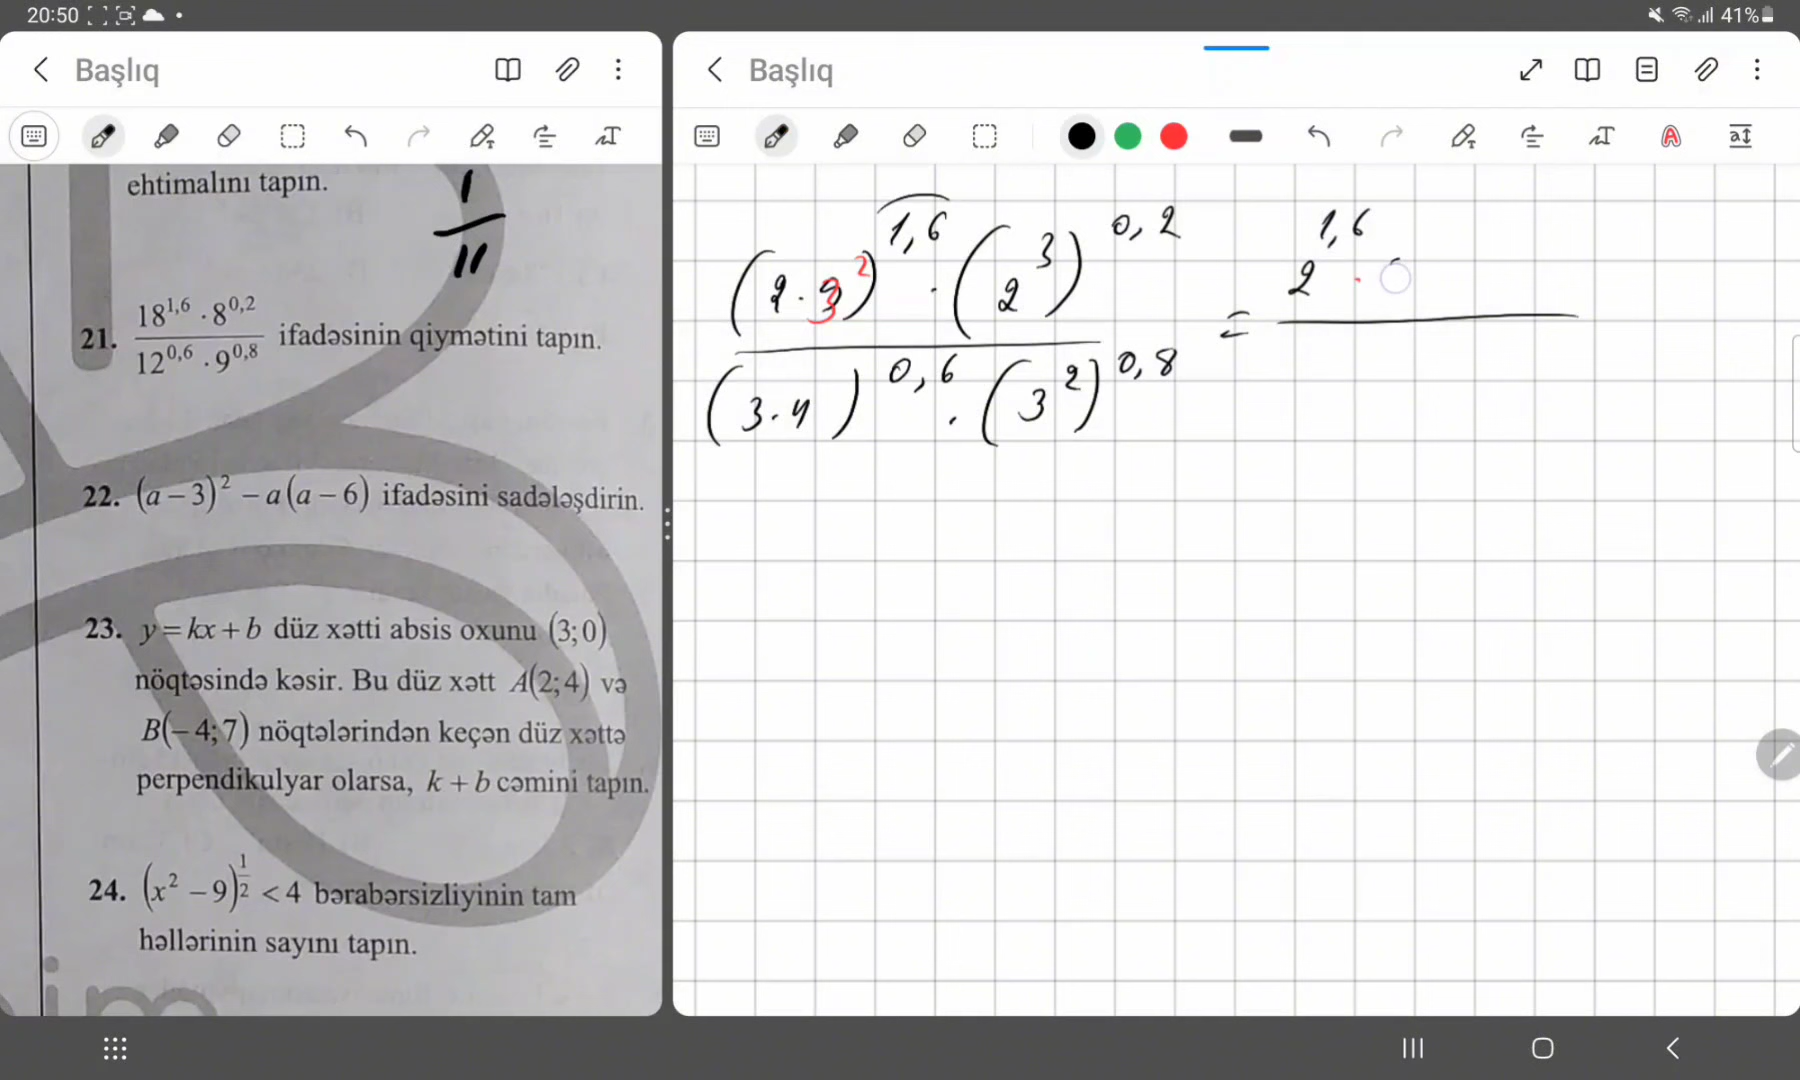 20:50 41%
Başlıq
Başlıq
ehtimalını tapın.
1/11
21. 18^1,6 · 8^0,2 / 12^0,6 · 9^0,8 ifadəsinin qiymətini tapın.
22. (a – 3)² – a(a – 6) ifadəsini sadələşdirin.
23. y = kx + b düz xətti absis oxunu (3; 0)
nöqtəsində kəsir. Bu düz xətt A(2; 4) və
B(– 4; 7) nöqtələrindən keçən düz xəttə
perpendikulyar olarsa, k + b cəmini tapın.
24. (x² – 9)^1/2 < 4 bərabərsizliyinin tam
həllərinin sayını tapın.
im
(2 · 3²)^1,6 · (2³)^0,2 / (3 · 4)^0,6 · (3²)^0,8 = 2^1,6 ·